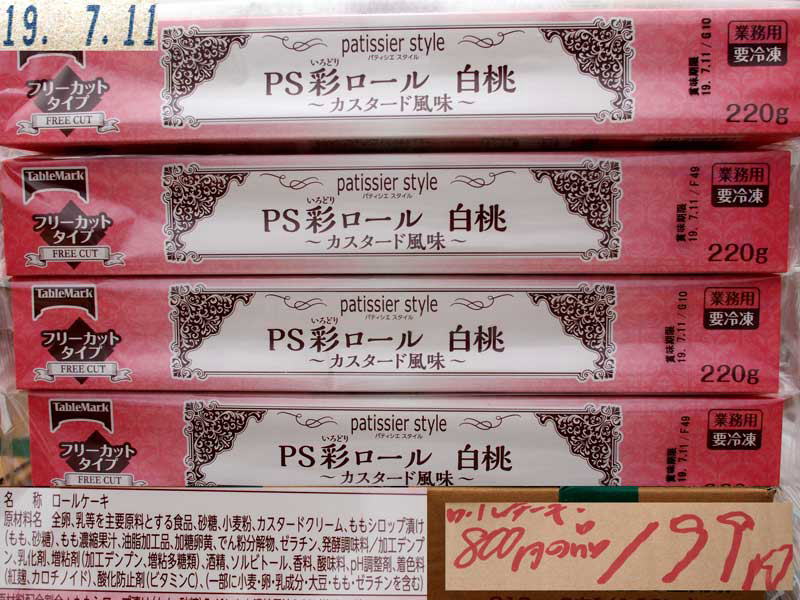 19. 7.11
フリーカット
タイプ
FREE CUT
patissier style
パティシエ スタイル
いろどり
PS彩ロール 白桃
～カスタード風味～
賞味期限
19. 7.11 / G10
業務用
要冷凍
220g
TableMark
フリーカット
タイプ
FREE CUT
patissier style
パティシエ スタイル
いろどり
PS彩ロール 白桃
～カスタード風味～
賞味期限
19. 7.11 / F49
業務用
要冷凍
220g
TableMark
フリーカット
タイプ
FREE CUT
patissier style
パティシエ スタイル
いろどり
PS彩ロール 白桃
～カスタード風味～
賞味期限
19. 7.11 / G10
業務用
要冷凍
220g
TableMark
フリーカット
タイプ
FREE CUT
patissier style
パティシエ スタイル
いろどり
PS彩ロール 白桃
～カスタード風味～
19. 7.11 / F49
業務用
要冷凍
名 称 ロールケーキ
原材料名 全卵、乳等を主要原料とする食品、砂糖、小麦粉、カスタードクリーム、ももシロップ漬け
(もも、砂糖)、もも濃縮果汁、油脂加工品、加糖卵黄、でん粉分解物、ゼラチン、発酵調味料／加工デンプ
ン、乳化剤、増粘剤(加工デンプン、増粘多糖類)、酒精、ソルビトール、香料、酸味料、pH調整剤、着色料
(紅麹、カロチノイド)、酸化防止剤(ビタミンC)、(一部に小麦・卵・乳成分・大豆・もも・ゼラチンを含む)
ロールケーキ
800円の品
199円